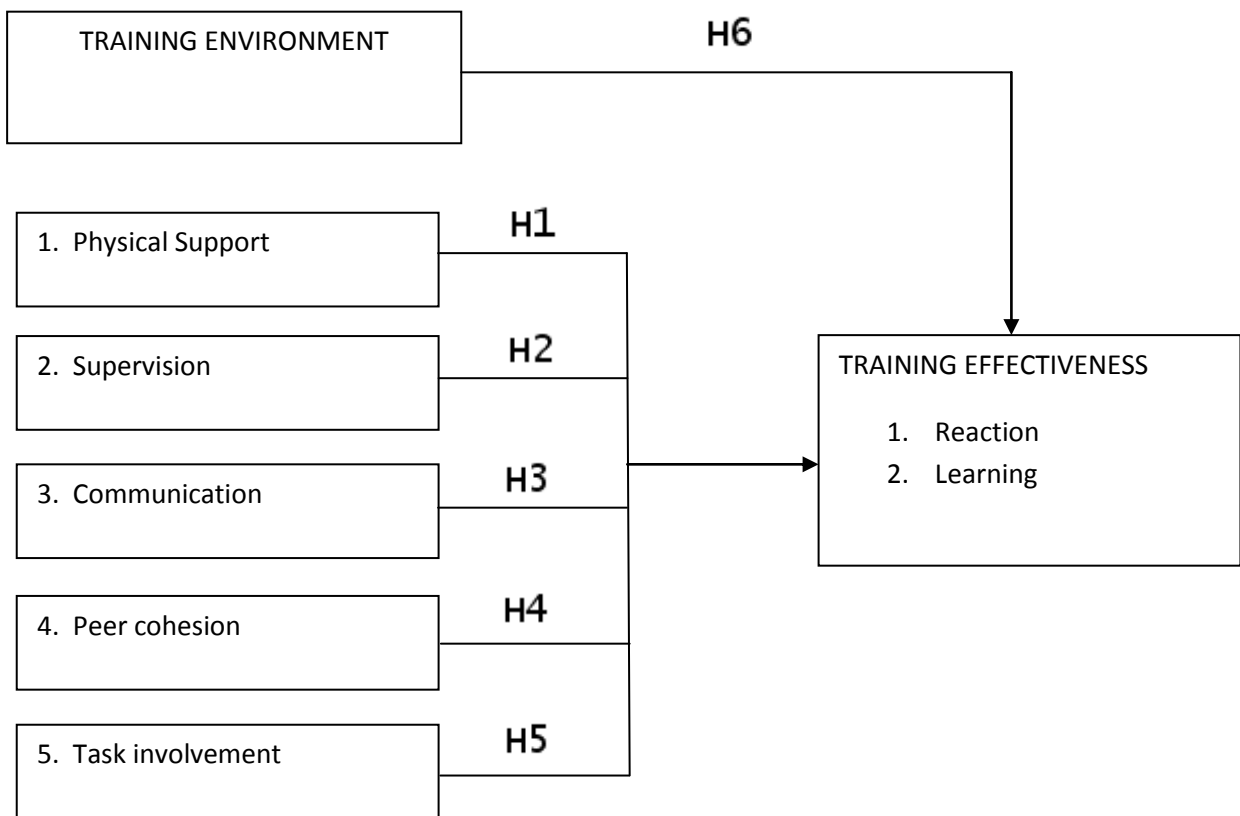 TRAINING ENVIRONMENT
H6
H1
1. Physical Support
H2
2. Supervision
TRAINING EFFECTIVENESS
1. Reaction
2. Learning
H3
3. Communication
H4
4. Peer cohesion
H5
5. Task involvement